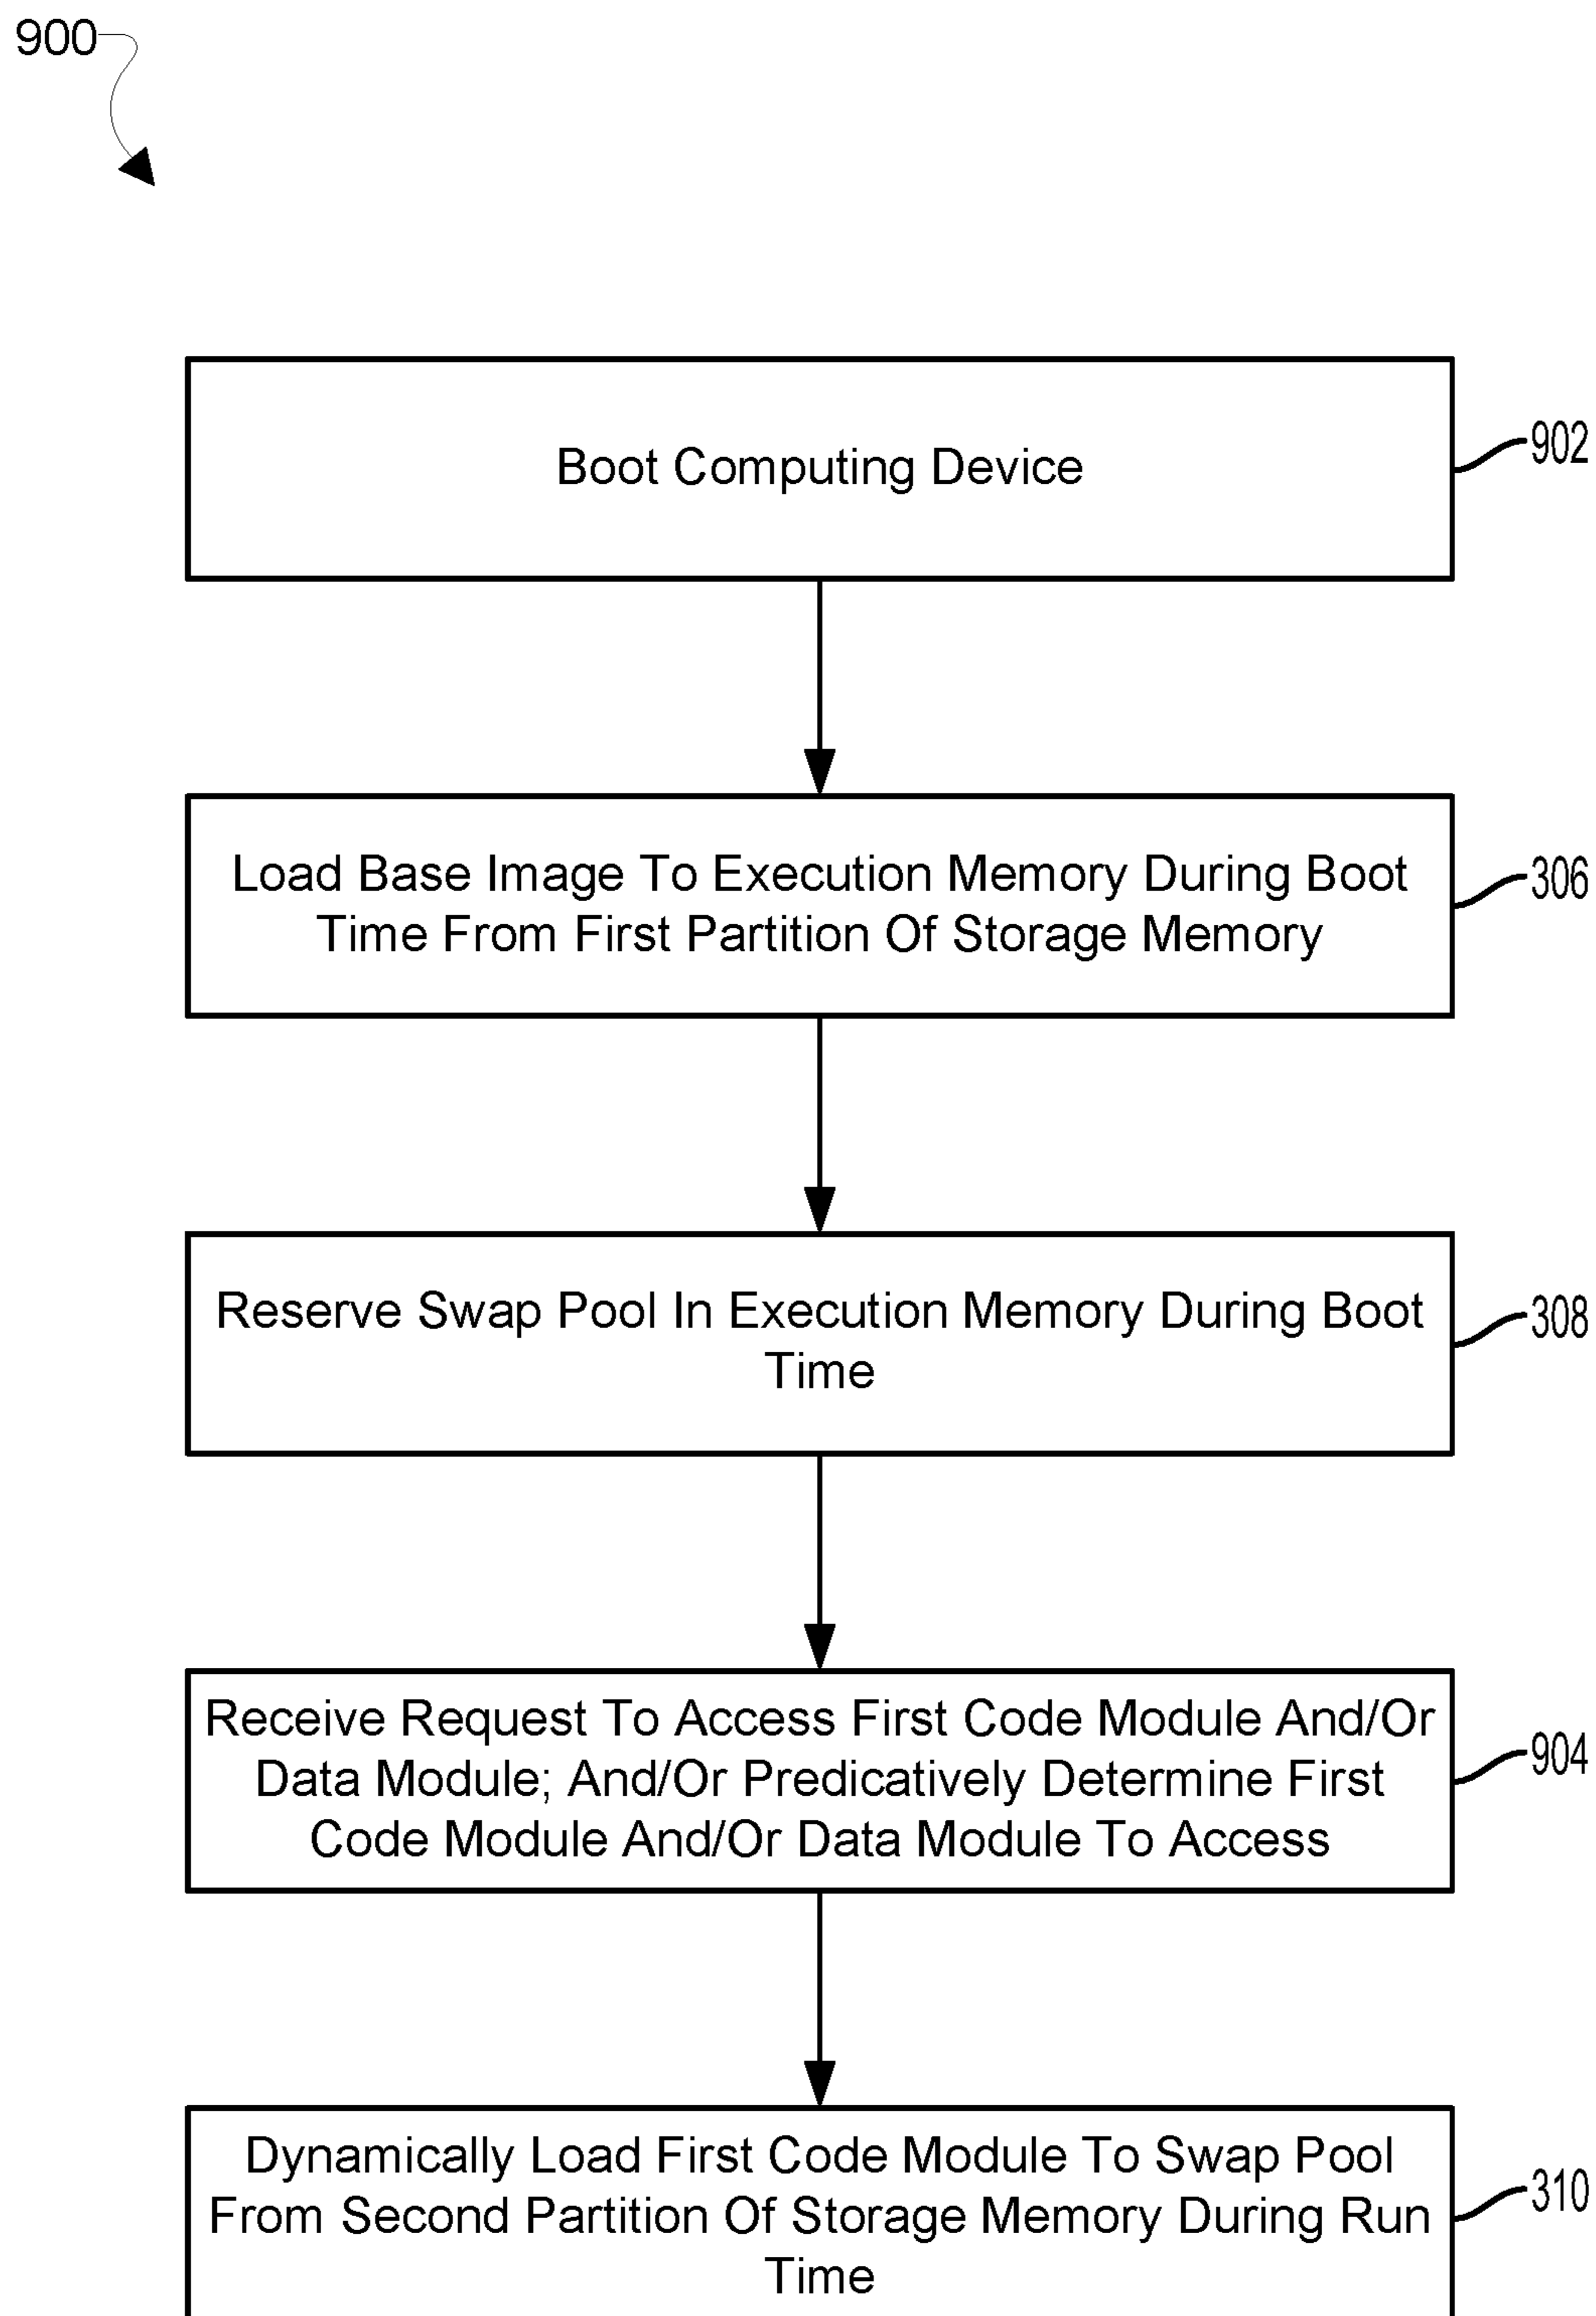 900
Boot Computing Device
902
Load Base Image To Execution Memory During Boot
Time From First Partition Of Storage Memory
306
Reserve Swap Pool In Execution Memory During Boot
Time
308
Receive Request To Access First Code Module And/Or
Data Module; And/Or Predicatively Determine First
Code Module And/Or Data Module To Access
904
Dynamically Load First Code Module To Swap Pool
From Second Partition Of Storage Memory During Run
Time
310